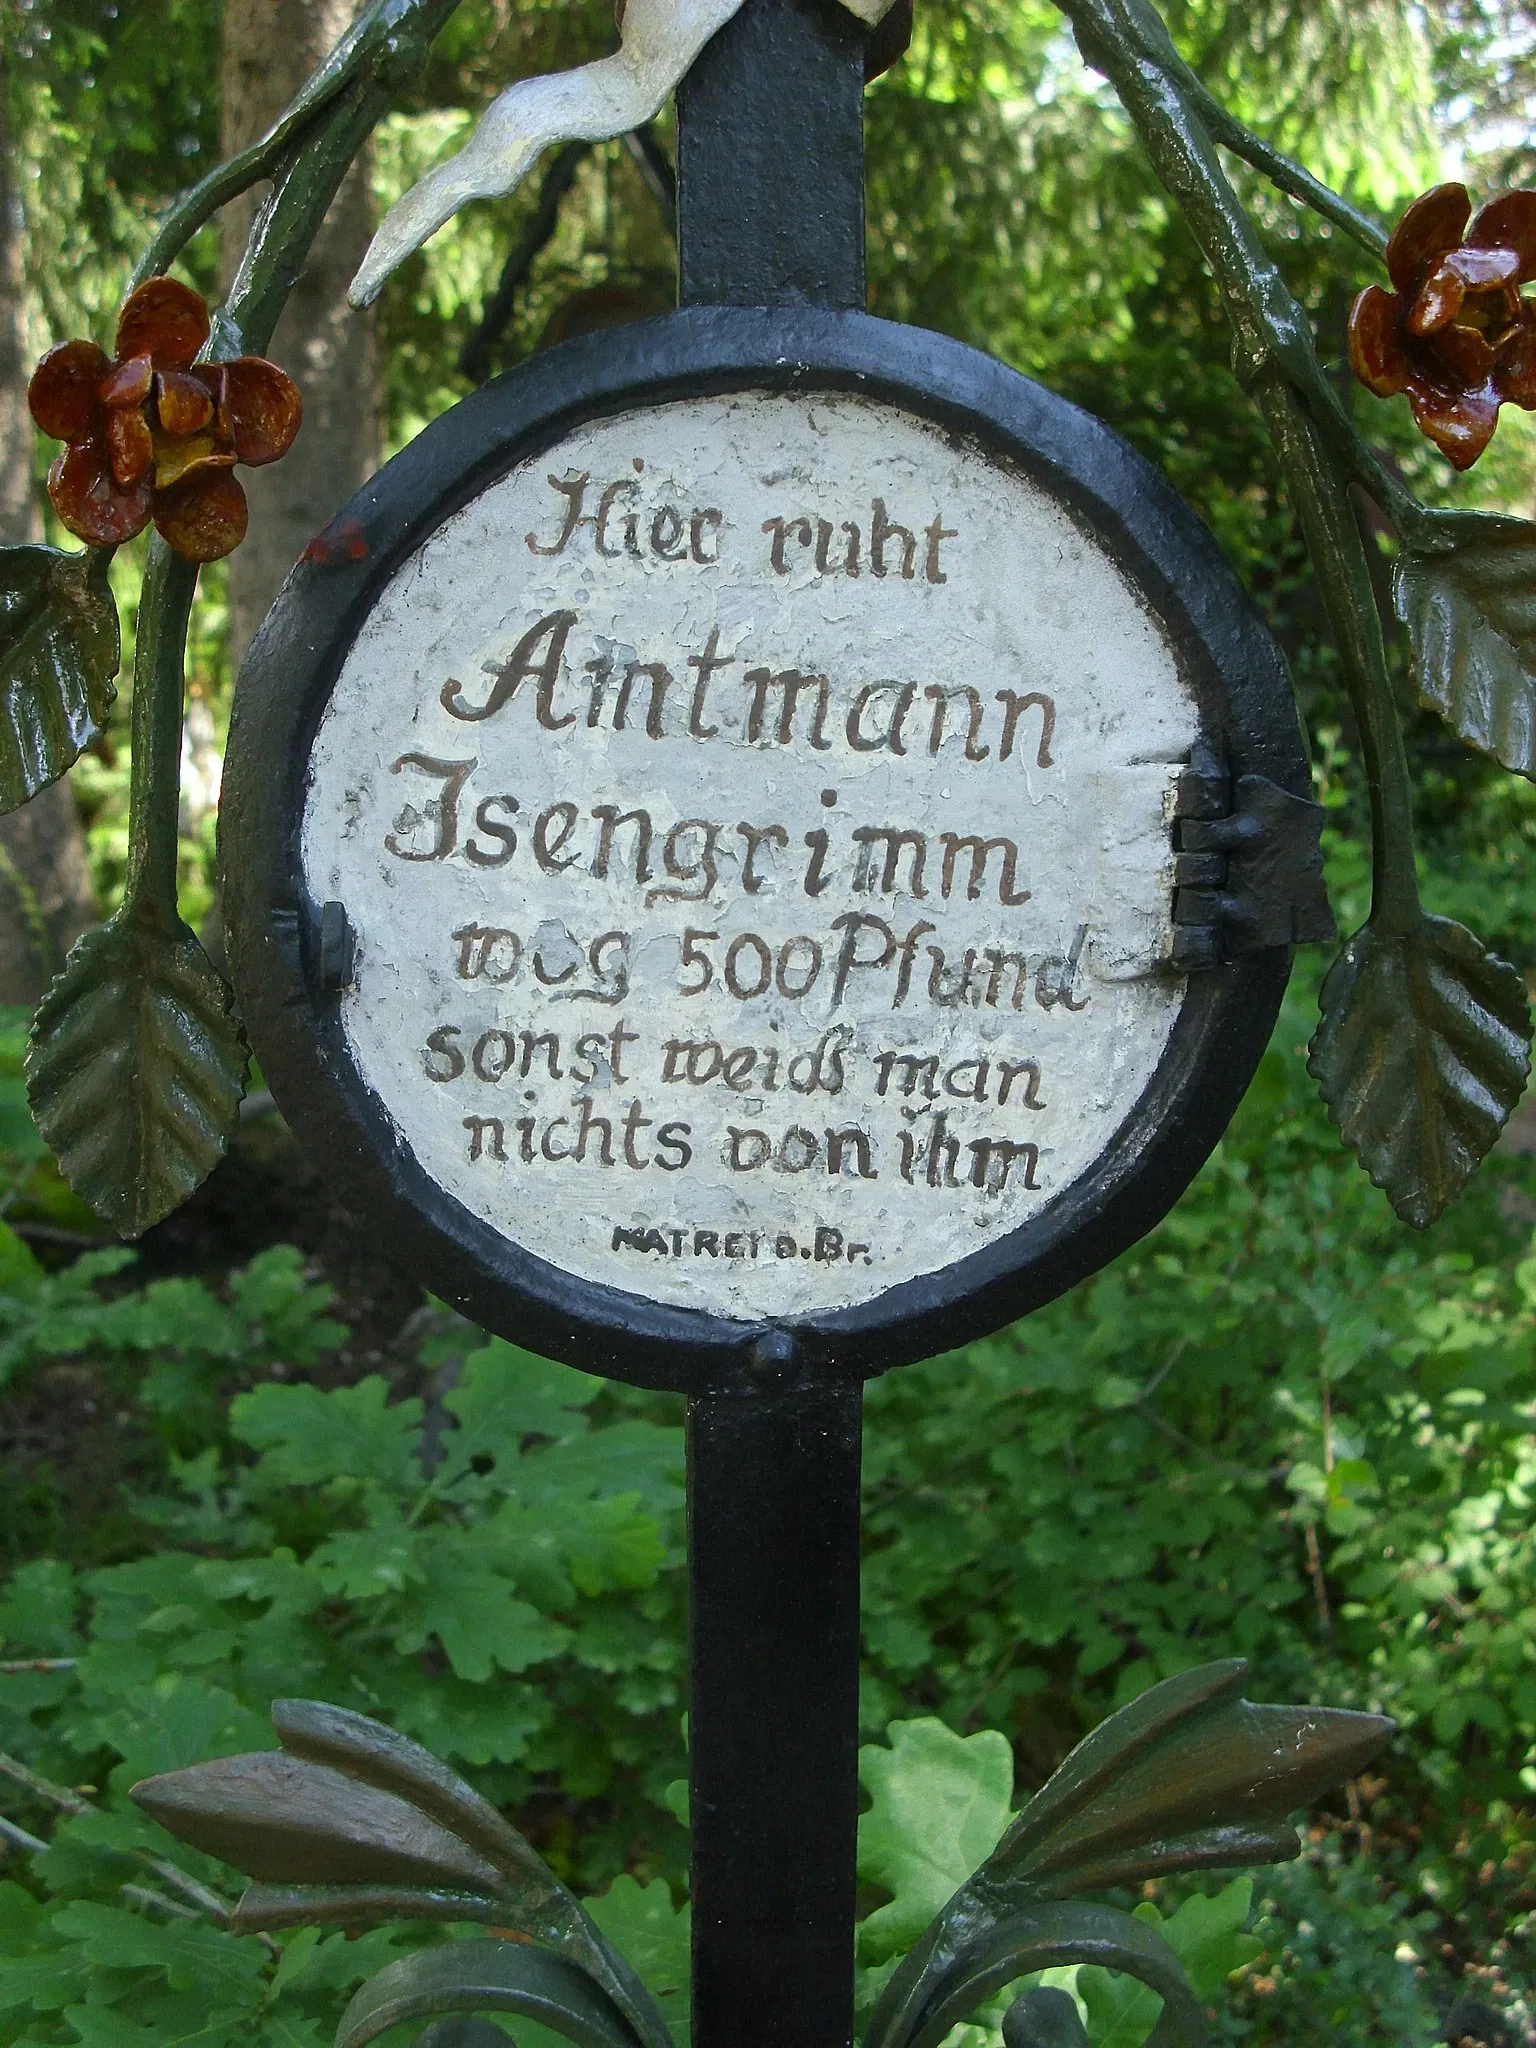 Hier ruht
Amtmann
Isengrimm
wog 500 Pfund
sonst weiß man
nichts von ihm
MATREI a.Br.